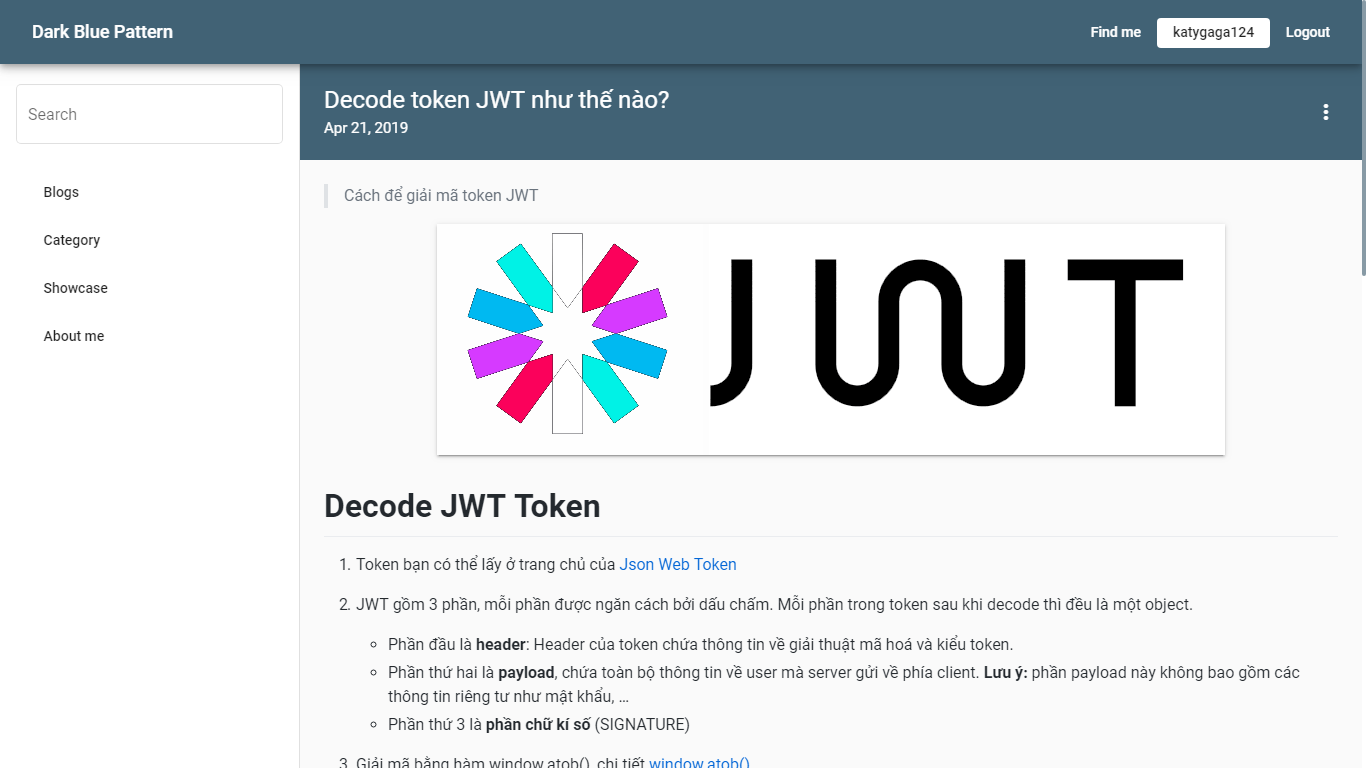 Dark Blue Pattern
Find me
katygaga124
Logout
Search
Blogs
Category
Showcase
About me
Decode token JWT như thế nào?
Apr 21, 2019
Cách để giải mã token JWT
JWT
Decode JWT Token
1. Token bạn có thể lấy ở trang chủ của Json Web Token
2. JWT gồm 3 phần, mỗi phần được ngăn cách bởi dấu chấm. Mỗi phần trong token sau khi decode thì đều là một object.
Phần đầu là header: Header của token chứa thông tin về giải thuật mã hoá và kiểu token.
Phần thứ hai là payload, chứa toàn bộ thông tin về user mà server gửi về phía client. Lưu ý: phần payload này không bao gồm các
thông tin riêng tư như mật khẩu, …
Phần thứ 3 là phần chữ kí số (SIGNATURE)
3. Giải mã bằng hàm window.atob(), chi tiết window.atob()